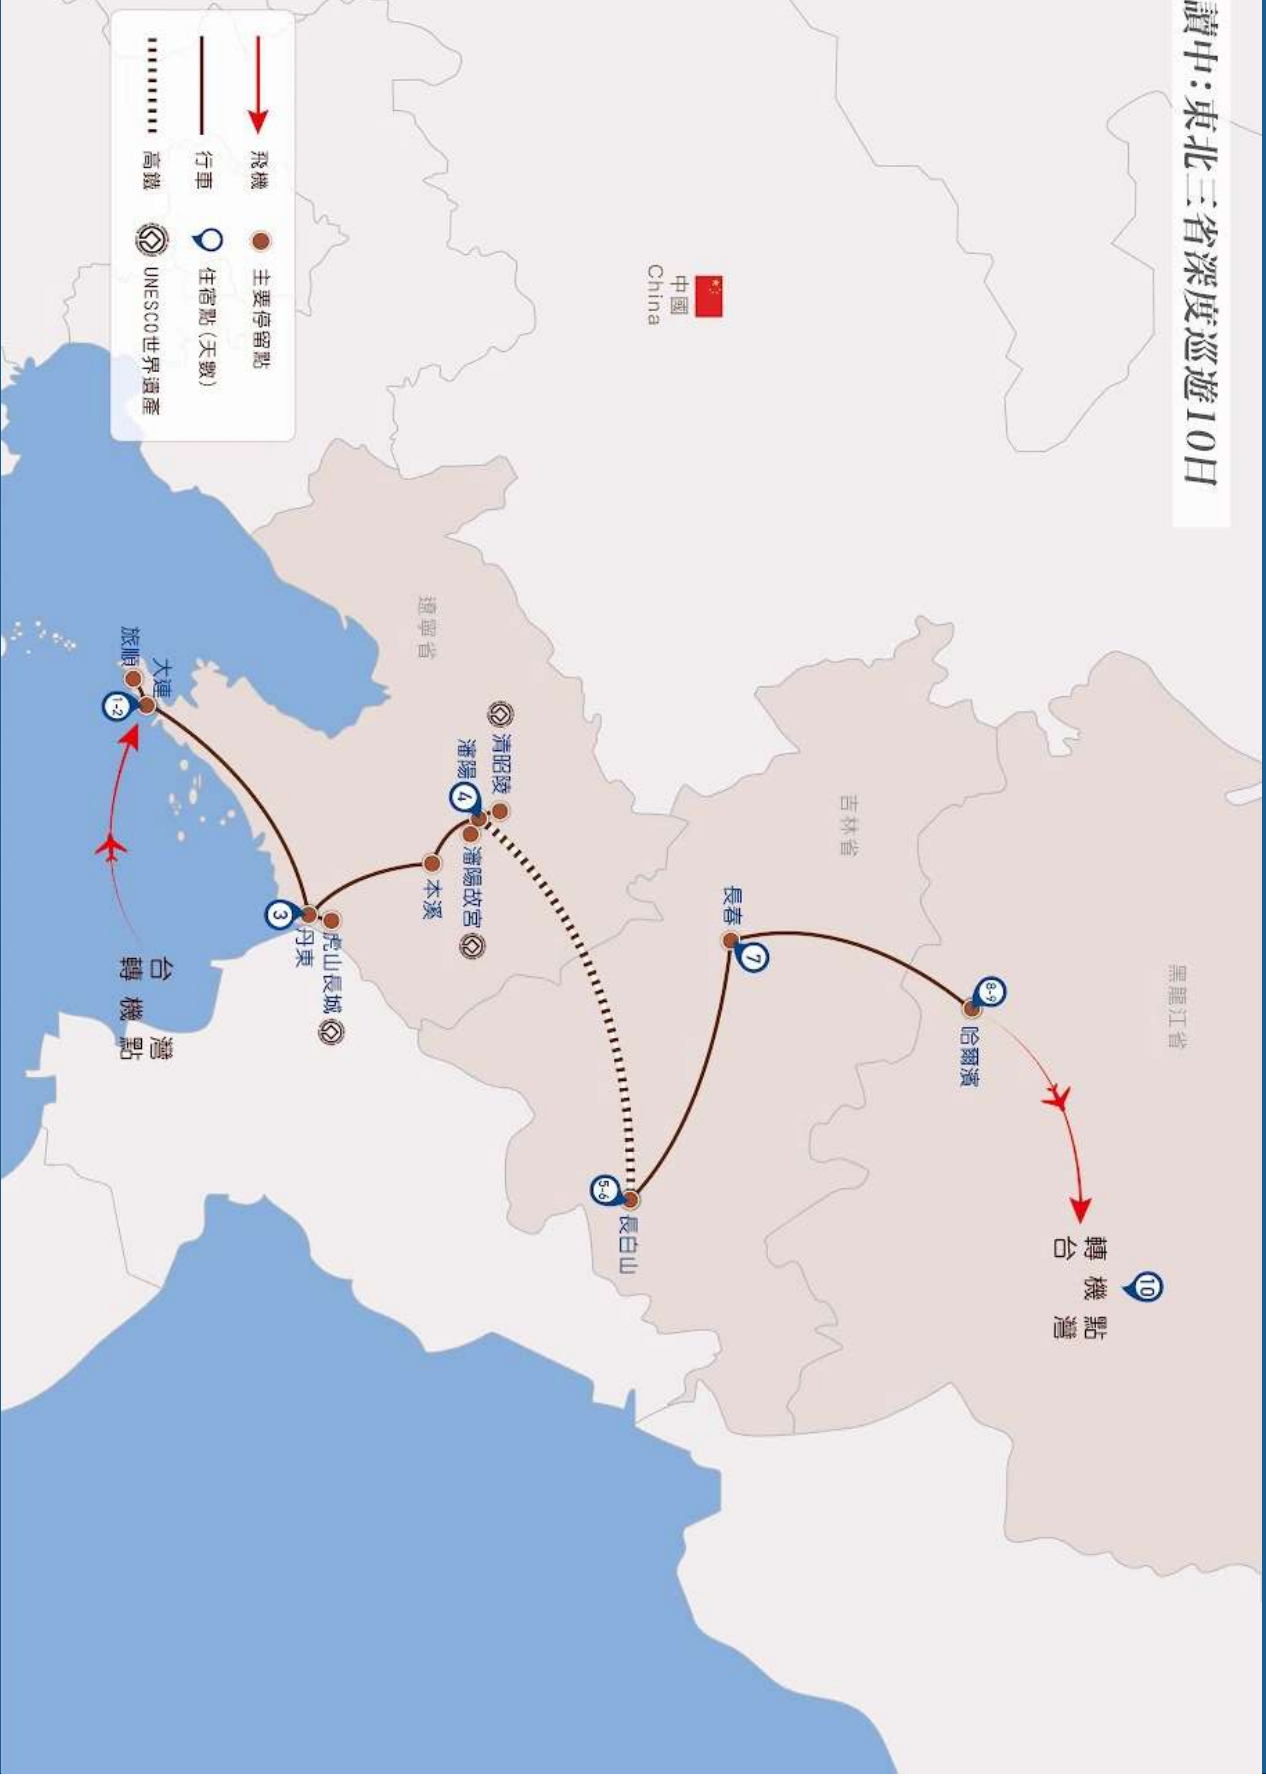 讀中：東北三省深度巡遊10日
飛機
主要停留點
行車
住宿點(天數)
高鐵
UNESCO世界遺產
中國
China
黑龍江省
吉林省
遼寧省
10
轉機點
台灣
8-9
哈爾濱
長春
7
5-6
長白山
清昭陵
瀋陽
4
瀋陽故宮
本溪
虎山長城
丹東
3
大連
旅順
1-2
台灣
轉機點